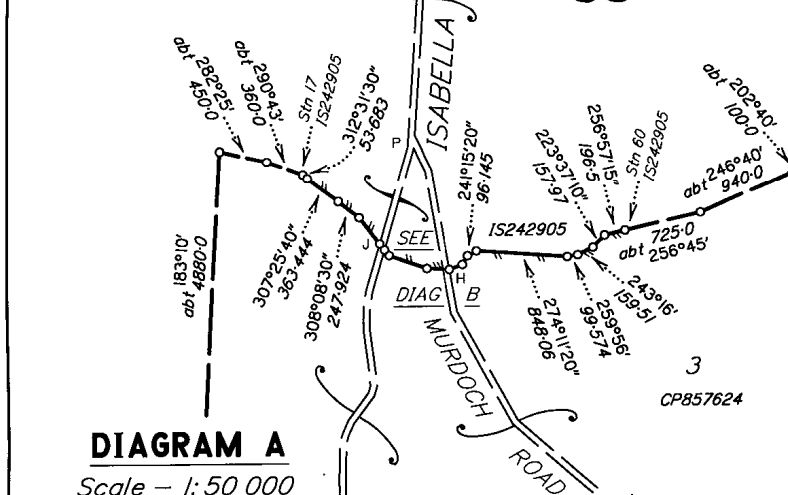 abt 282°25'
450·0
abt 290°43'
360·0
Stn 17
IS242905
312°31'30"
53·683
ISABELLA
P
241°15'20"
96·145
223°37'10"
157·97
256°57'15"
196·5
Stn 60
IS242905
abt 202°40'
100·0
abt 246°40'
940·0
IS242905
725·0
abt 256°45'
abt 183°10'
4880·0
307°25'40"
363·444
308°08'30"
247·924
J
SEE
DIAG B
H
274°11'20"
848·06
259°56'
99·574
243°16'
159·51
MURDOCH
ROAD
3
CP857624
DIAGRAM A
Scale – 1:50 000